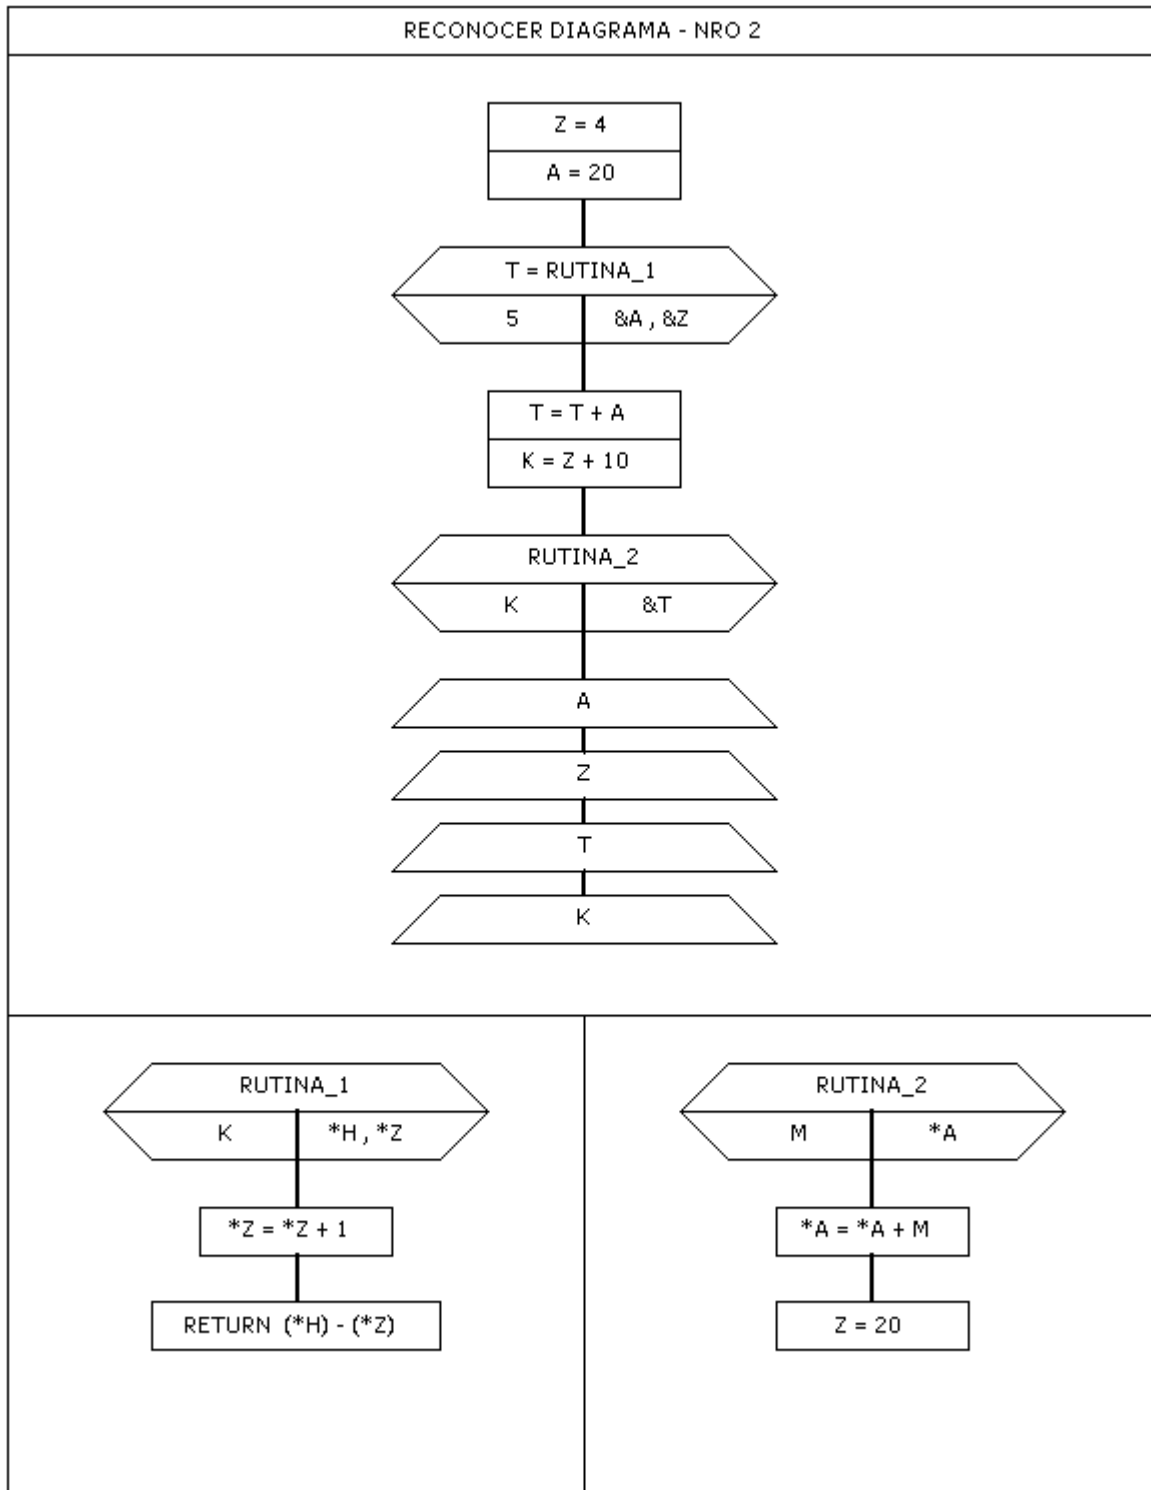 RECONOCER DIAGRAMA - NRO 2
Z = 4
A = 20
T = RUTINA_1
5 &A , &Z
T = T + A
K = Z + 10
RUTINA_2
K &T
A
Z
T
K
RUTINA_1
K *H , *Z
*Z = *Z + 1
RETURN (*H) - (*Z)
RUTINA_2
M *A
*A = *A + M
Z = 20